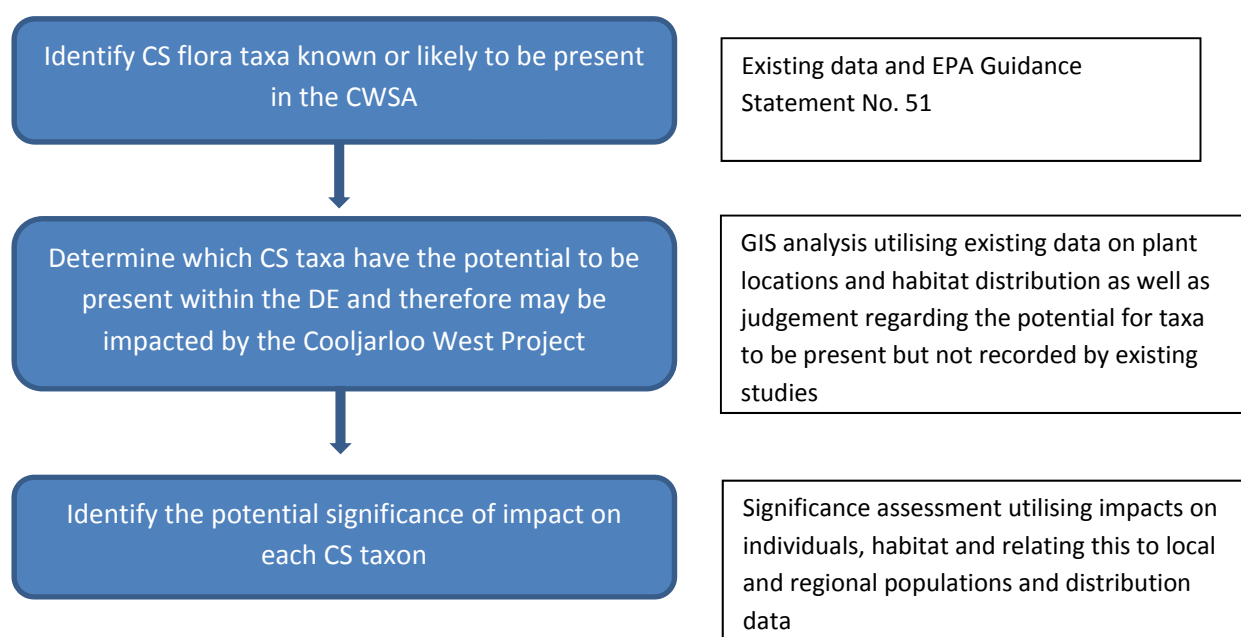 Identify CS flora taxa known or likely to be present
in the CWSA
Existing data and EPA Guidance
Statement No. 51
Determine which CS taxa have the potential to be
present within the DE and therefore may be
impacted by the Cooljarloo West Project
GIS analysis utilising existing data on plant
locations and habitat distribution as well as
judgement regarding the potential for taxa
to be present but not recorded by existing
studies
Identify the potential significance of impact on
each CS taxon
Significance assessment utilising impacts on
individuals, habitat and relating this to local
and regional populations and distribution
data